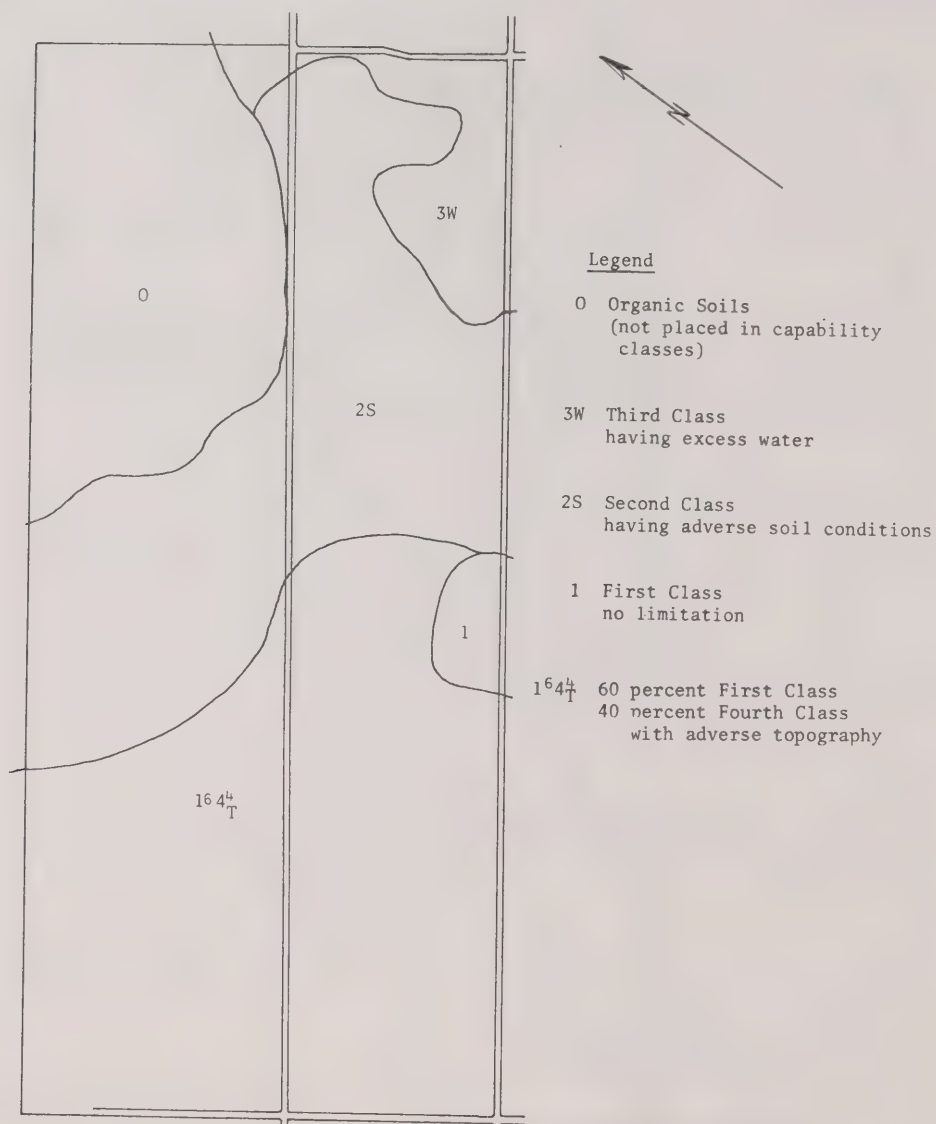 N
3W
O
2S
1
1⁶4⁴T
Legend
O Organic Soils
(not placed in capability
classes)
3W Third Class
having excess water
2S Second Class
having adverse soil conditions
1 First Class
no limitation
1⁶4⁴T 60 percent First Class
40 percent Fourth Class
with adverse topography